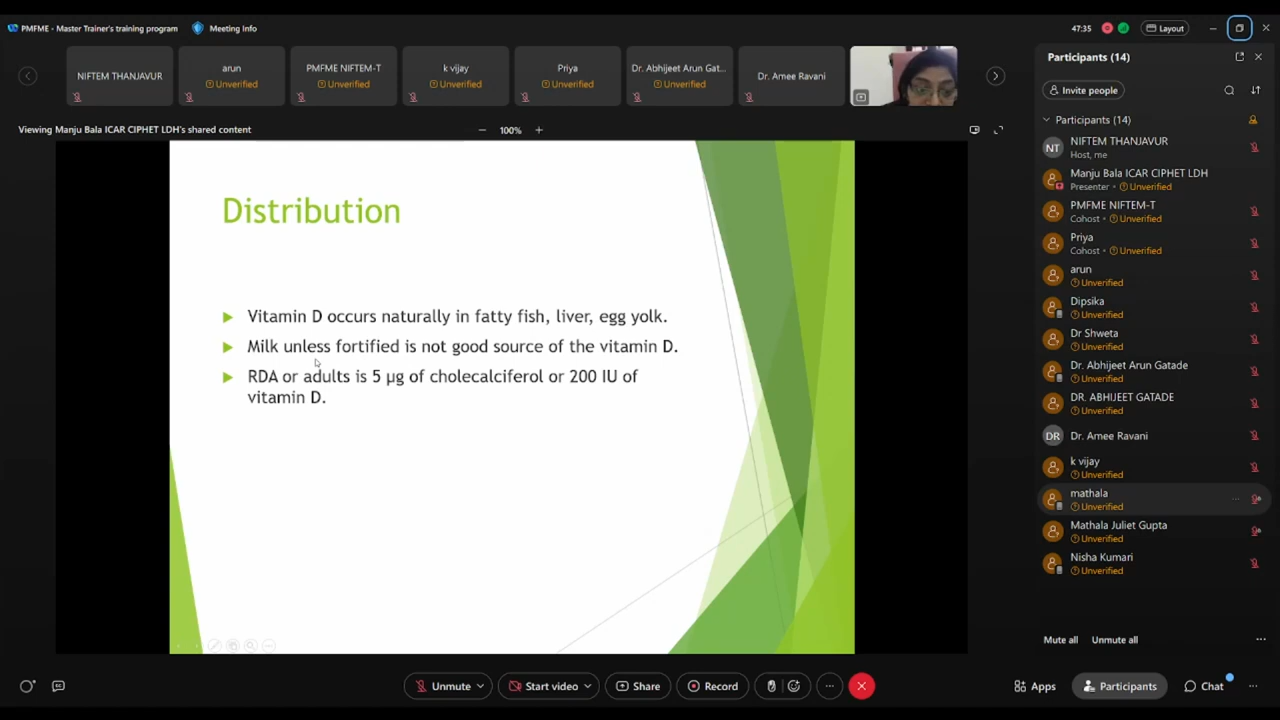 PMFME - Master Trainer's training program
Meeting Info
47:35
Layout
NIFTEM THANJAVUR
arun
Unverified
PMFME NIFTEM-T
Unverified
k vijay
Unverified
Priya
Unverified
Dr. Abhijeet Arun Gat...
Unverified
Dr. Amee Ravani
Viewing Manju Bala ICAR CIPHET LDH's shared content
100%
Distribution
Vitamin D occurs naturally in fatty fish, liver, egg yolk.
Milk unless fortified is not good source of the vitamin D.
RDA or adults is 5 µg of cholecalciferol or 200 IU of
vitamin D.
Participants (14)
Invite people
Participants (14)
NT
NIFTEM THANJAVUR
Host, me
Manju Bala ICAR CIPHET LDH
Presenter • Unverified
PMFME NIFTEM-T
Cohost • Unverified
Priya
Cohost • Unverified
arun
Unverified
Dipsika
Unverified
Dr Shweta
Unverified
Dr. Abhijeet Arun Gatade
Unverified
DR. ABHIJEET GATADE
Unverified
DR
Dr. Amee Ravani
k vijay
Unverified
mathala
Unverified
Mathala Juliet Gupta
Unverified
Nisha Kumari
Unverified
Mute all
Unmute all
Unmute
Start video
Share
Record
Apps
Participants
Chat